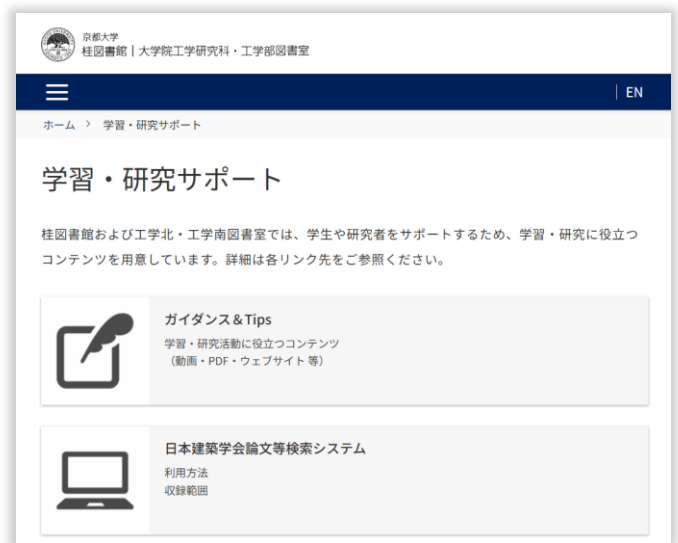 京都大学
桂図書館 | 大学院工学研究科・工学部図書室
| EN
ホーム > 学習・研究サポート
学習・研究サポート
桂図書館および工学北・工学南図書室では、学生や研究者をサポートするため、学習・研究に役立つ
コンテンツを用意しています。詳細は各リンク先をご参照ください。
ガイダンス&Tips
学習・研究活動に役立つコンテンツ
（動画・PDF・ウェブサイト 等）
日本建築学会論文等検索システム
利用方法
収録範囲